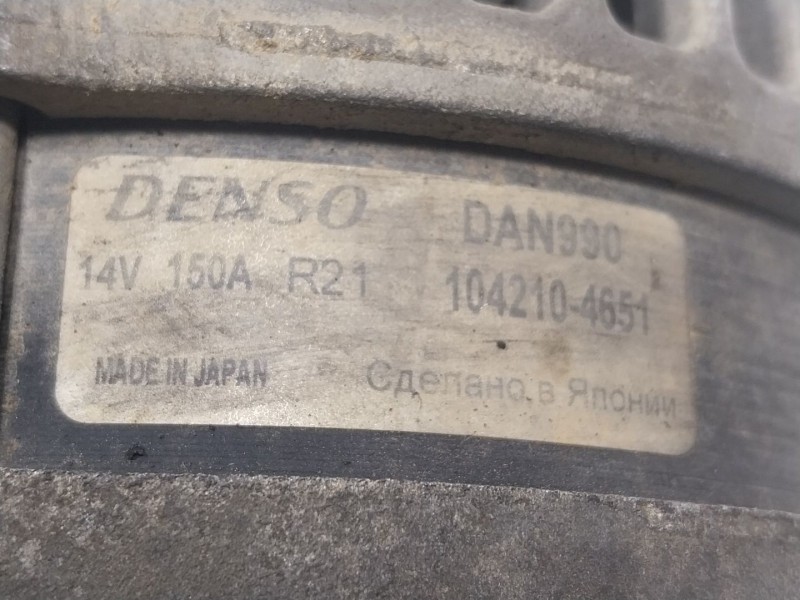 DENSO DAN990
14V 150A R21 104210-4651
MADE IN JAPAN Сделано в Японии